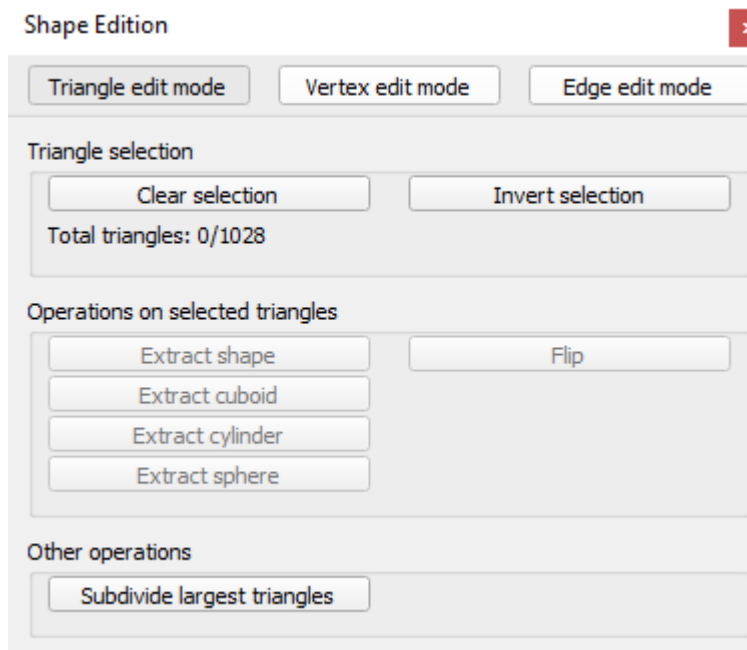 Shape Edition
Triangle edit mode Vertex edit mode Edge edit mode
Triangle selection
Clear selection Invert selection
Total triangles: 0/1028
Operations on selected triangles
Extract shape Flip
Extract cuboid
Extract cylinder
Extract sphere
Other operations
Subdivide largest triangles